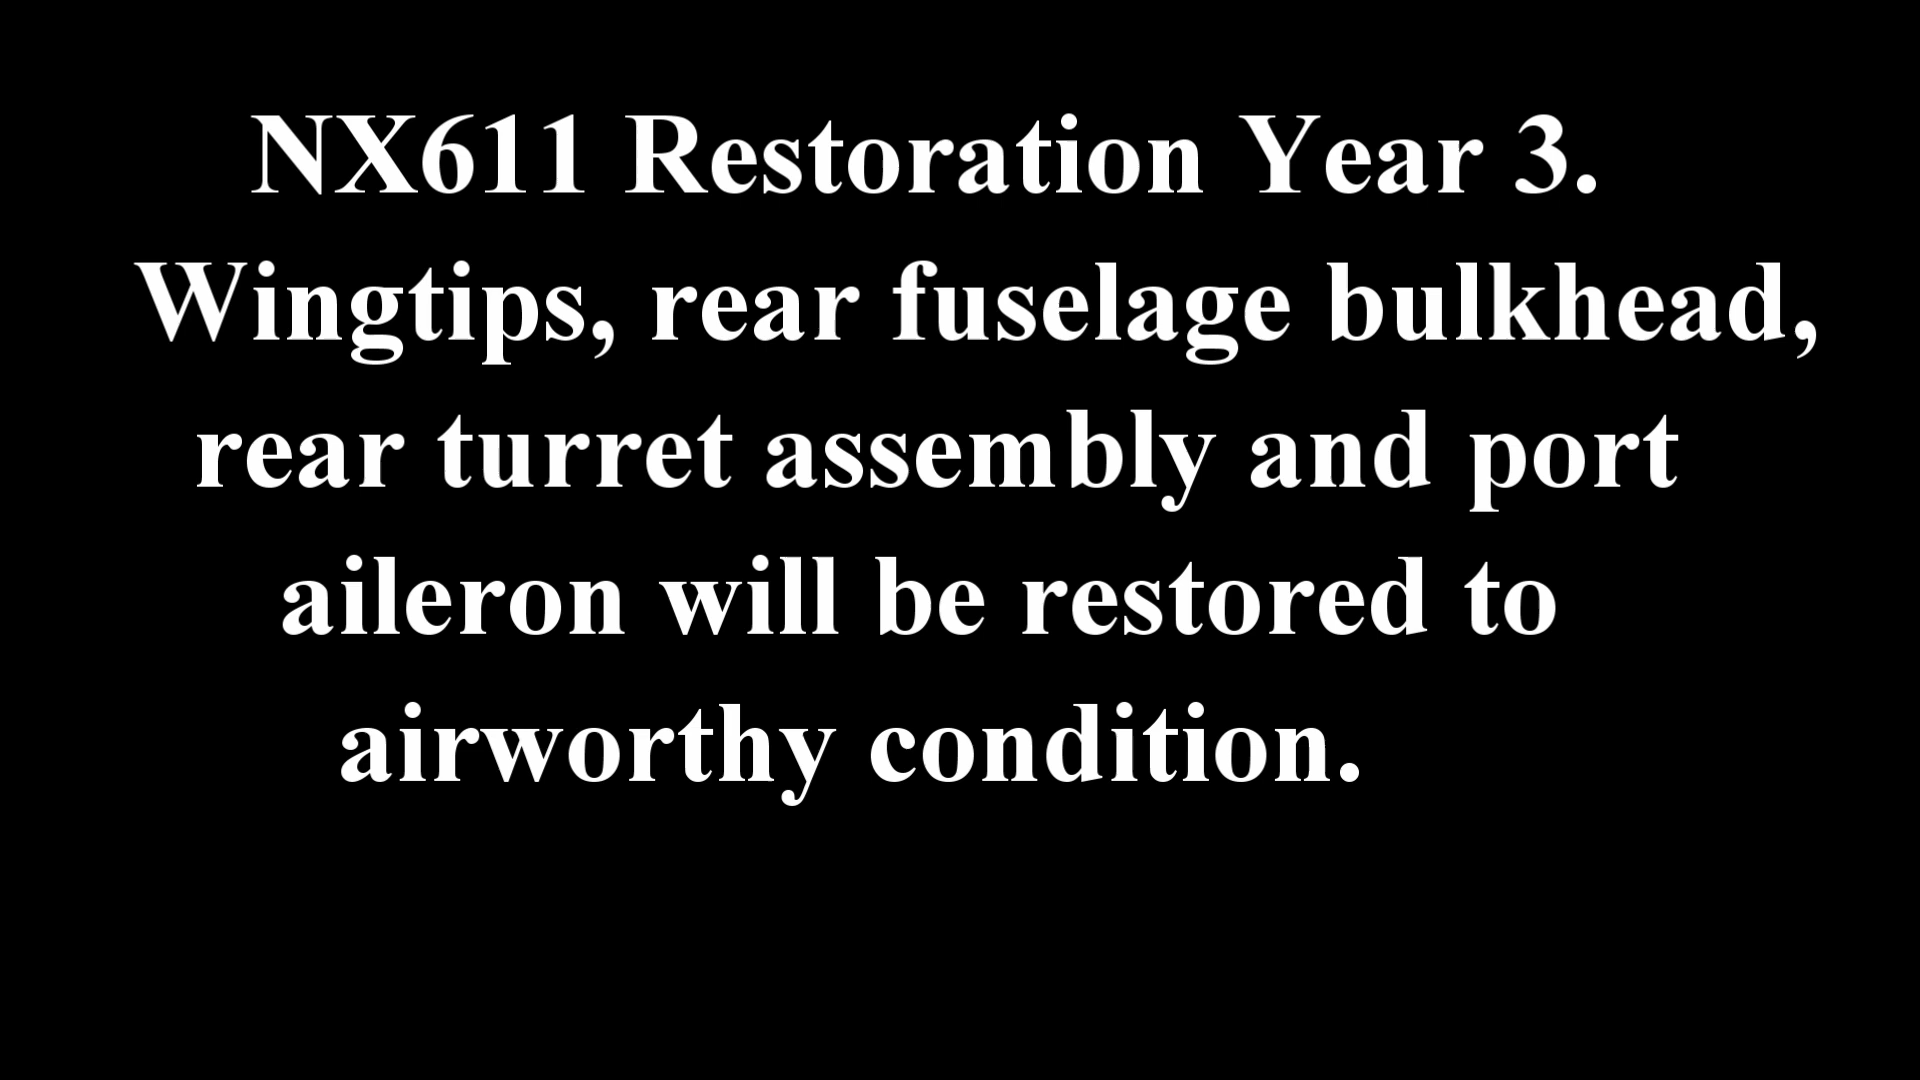 NX611 Restoration Year 3.
Wingtips, rear fuselage bulkhead,
rear turret assembly and port
aileron will be restored to
airworthy condition.